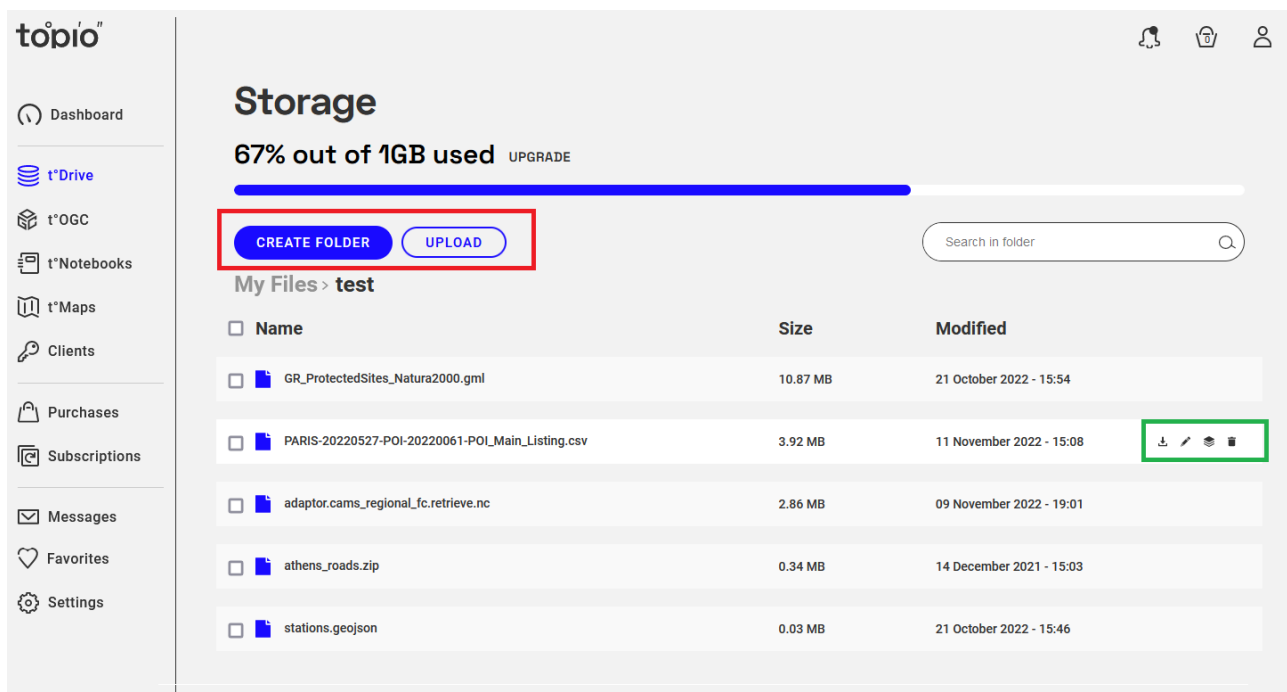 t°opio"
0
Dashboard
t°Drive
t°OGC
t°Notebooks
t°Maps
Clients
Purchases
Subscriptions
Messages
Favorites
Settings
Storage
67% out of 1GB used UPGRADE
CREATE FOLDER UPLOAD Search in folder
My Files > test
Name Size Modified
GR_ProtectedSites_Natura2000.gml 10.87 MB 21 October 2022 - 15:54
PARIS-20220527-POI-20220061-POI_Main_Listing.csv 3.92 MB 11 November 2022 - 15:08
adaptor.cams_regional_fc.retrieve.nc 2.86 MB 09 November 2022 - 19:01
athens_roads.zip 0.34 MB 14 December 2021 - 15:03
stations.geojson 0.03 MB 21 October 2022 - 15:46